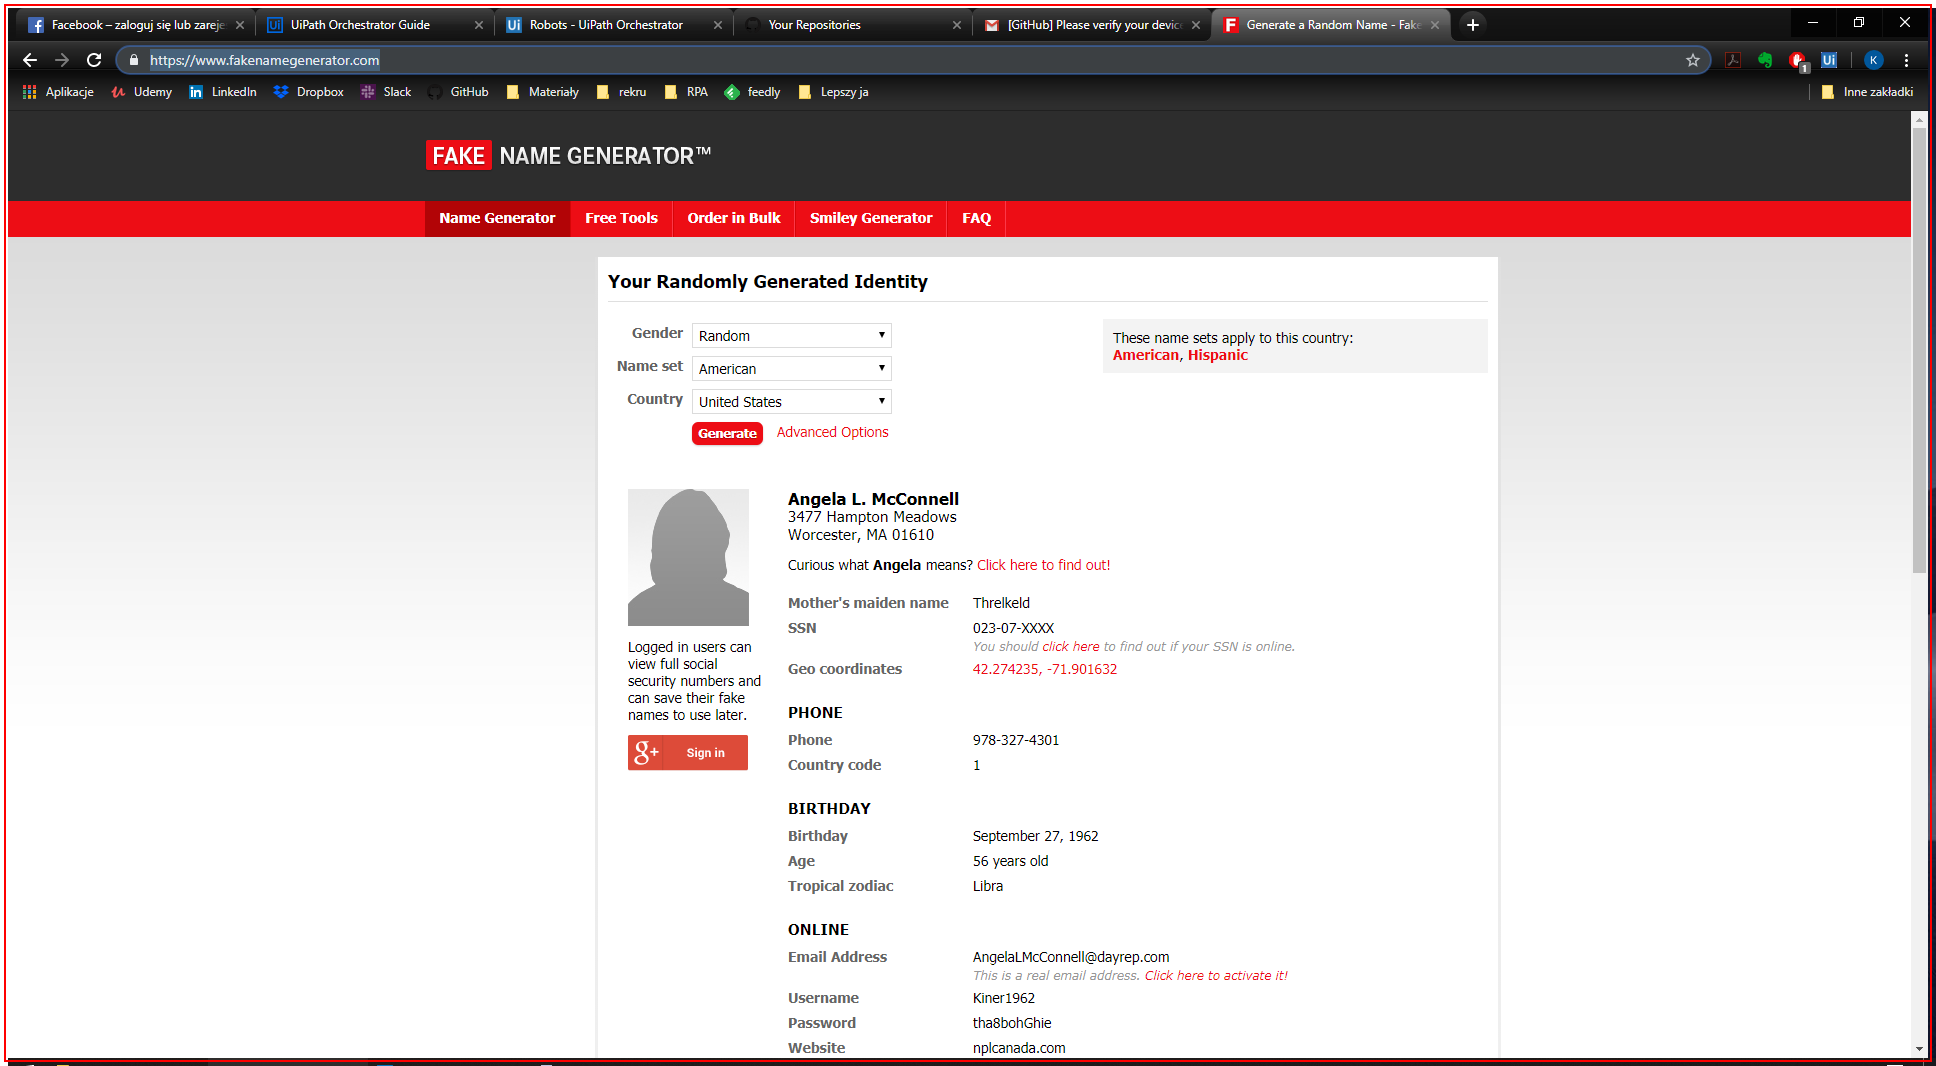 Facebook – zaloguj się lub zareje
UiPath Orchestrator Guide
Robots - UiPath Orchestrator
Your Repositories
[GitHub] Please verify your device
Generate a Random Name - Fake
https://www.fakenamegenerator.com
1
Ui
K
Aplikacje
Udemy
LinkedIn
Dropbox
Slack
GitHub
Materiały
rekru
RPA
feedly
Lepszy ja
Inne zakładki
FAKE NAME GENERATOR™
Name Generator
Free Tools
Order in Bulk
Smiley Generator
FAQ
Your Randomly Generated Identity
Gender Random
Name set American
Country United States
Generate Advanced Options
These name sets apply to this country:
American, Hispanic
Angela L. McConnell
3477 Hampton Meadows
Worcester, MA 01610
Curious what Angela means? Click here to find out!
Mother's maiden name Threlkeld
SSN 023-07-XXXX
You should click here to find out if your SSN is online.
Geo coordinates 42.274235, -71.901632
Logged in users can
view full social
security numbers and
can save their fake
names to use later.
g+ Sign in
PHONE
Phone 978-327-4301
Country code 1
BIRTHDAY
Birthday September 27, 1962
Age 56 years old
Tropical zodiac Libra
ONLINE
Email Address AngelaLMcConnell@dayrep.com
This is a real email address. Click here to activate it!
Username Kiner1962
Password tha8bohGhie
Website nplcanada.com